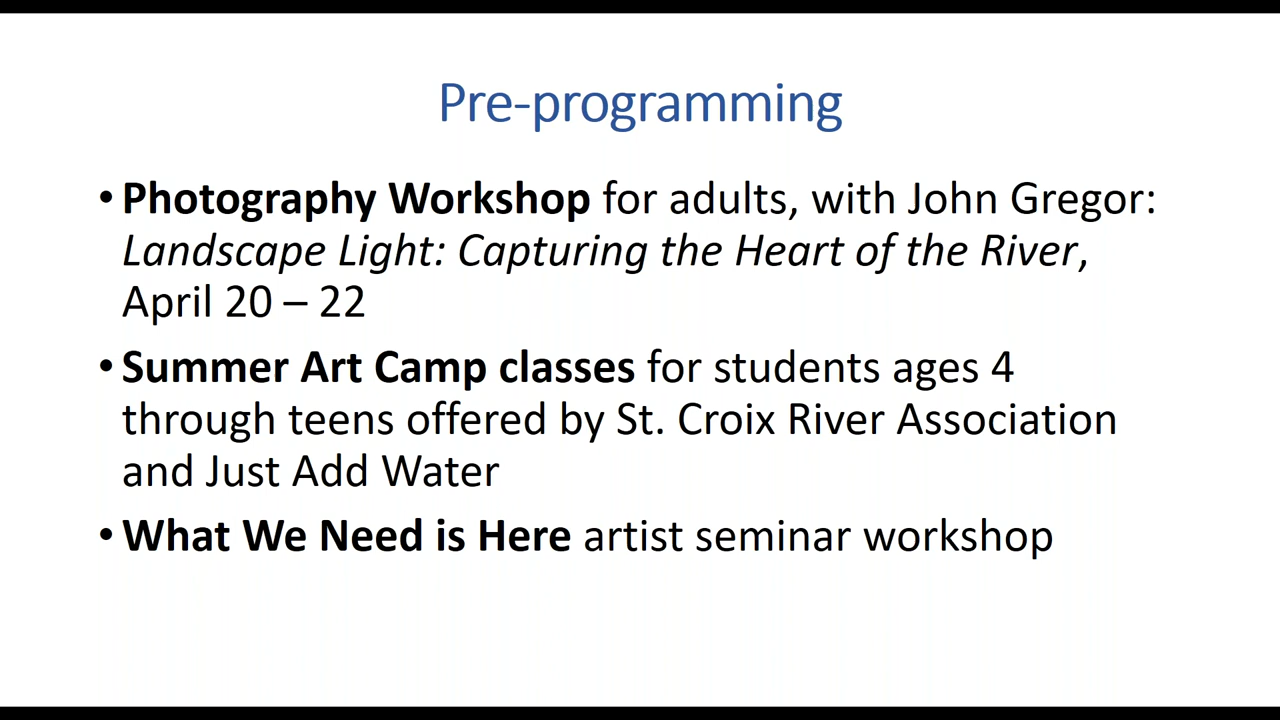 Pre-programming
• Photography Workshop for adults, with John Gregor:
Landscape Light: Capturing the Heart of the River,
April 20 – 22
• Summer Art Camp classes for students ages 4
through teens offered by St. Croix River Association
and Just Add Water
• What We Need is Here artist seminar workshop